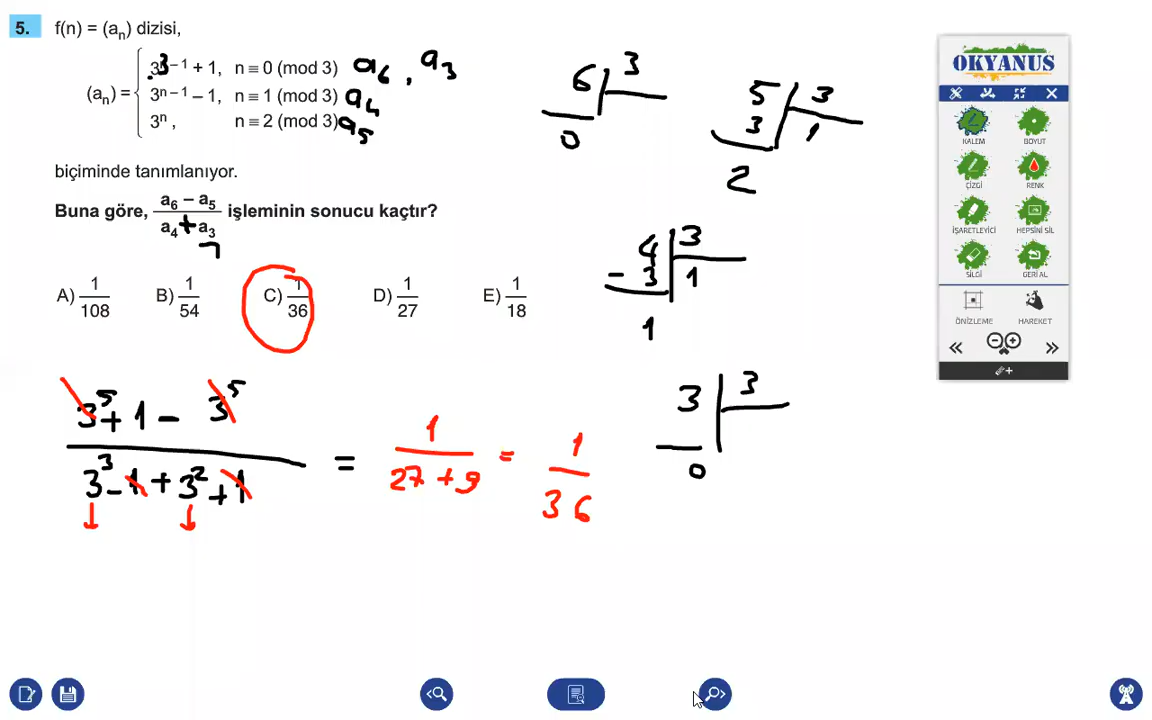 5. f(n) = (aₙ) dizisi,
3ⁿ⁻¹ + 1, n ≡ 0 (mod 3) a₆ , a₃
(aₙ) = 3ⁿ⁻¹ – 1, n ≡ 1 (mod 3) a₄
3ⁿ , n ≡ 2 (mod 3) a₅
biçiminde tanımlanıyor.
Buna göre, (a₆ – a₅)/(a₄ + a₃) işleminin sonucu kaçtır?
A) 1/108 B) 1/54 C) 1/36 D) 1/27 E) 1/18
(3⁵ + 1 – 3⁵)/(3³ – 1 + 3² + 1) = 1/(27 + 9) = 1/36
6 3
0
5 3
3 1
2
4 3
– 3 1
1
3 3
0
OKYANUS
KALEM BOYUT
ÇİZGİ RENK
İŞARETLEYİCİ HEPSİNİ SİL
SİLGİ GERİ AL
ÖNİZLEME HAREKET